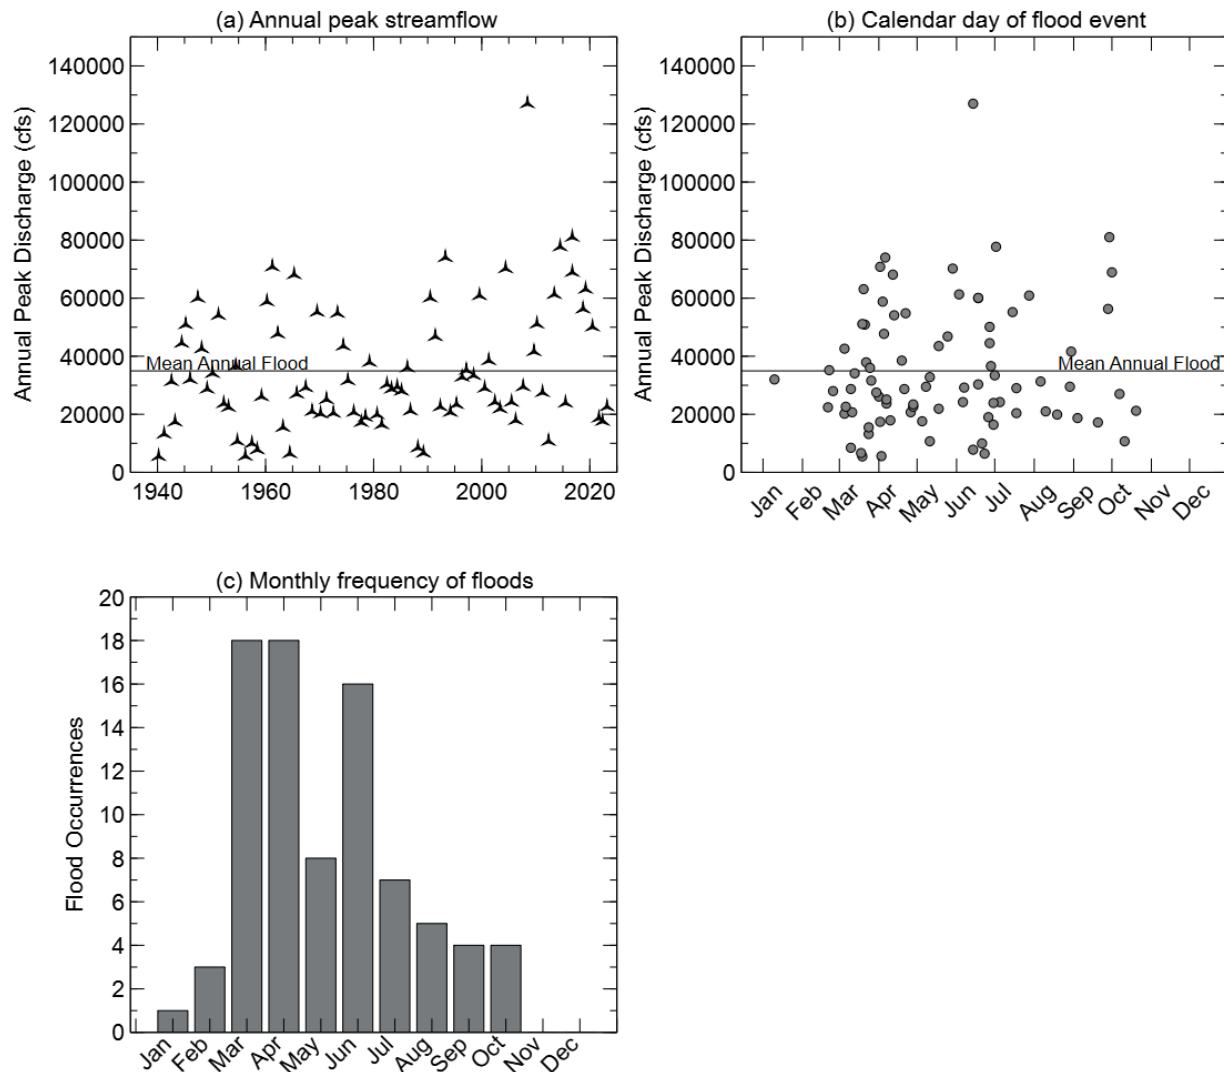 (a) Annual peak streamflow
Annual Peak Discharge (cfs)
140000
120000
100000
80000
60000
40000
20000
0
Mean Annual Flood
1940 1960 1980 2000 2020
(b) Calendar day of flood event
Annual Peak Discharge (cfs)
140000
120000
100000
80000
60000
40000
20000
0
Mean Annual Flood
Jan Feb Mar Apr May Jun Jul Aug Sep Oct Nov Dec
(c) Monthly frequency of floods
Flood Occurrences
20
18
16
14
12
10
8
6
4
2
0
Jan Feb Mar Apr May Jun Jul Aug Sep Oct Nov Dec